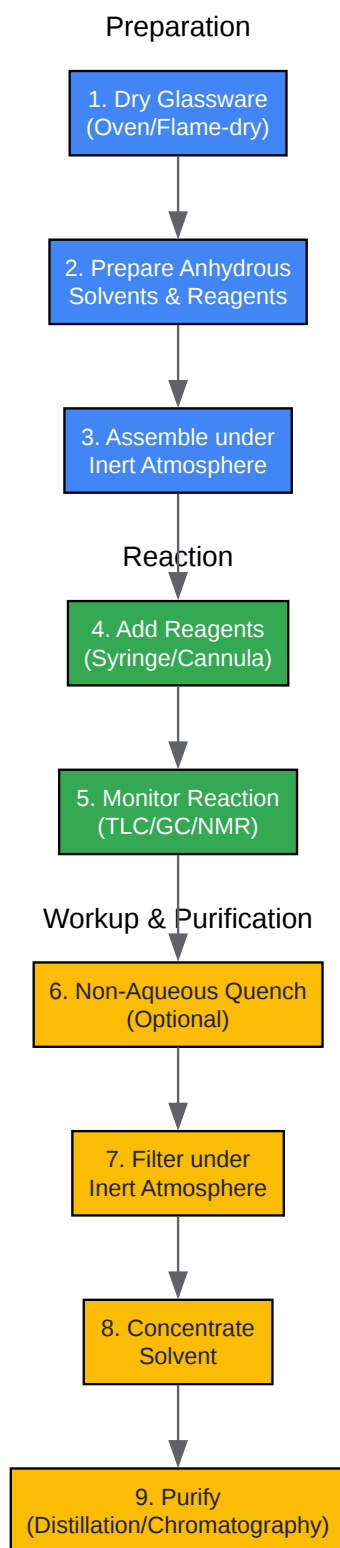 Preparation
1. Dry Glassware
(Oven/Flame-dry)
2. Prepare Anhydrous
Solvents & Reagents
3. Assemble under
Inert Atmosphere
Reaction
4. Add Reagents
(Syringe/Cannula)
5. Monitor Reaction
(TLC/GC/NMR)
Workup & Purification
6. Non-Aqueous Quench
(Optional)
7. Filter under
Inert Atmosphere
8. Concentrate
Solvent
9. Purify
(Distillation/Chromatography)